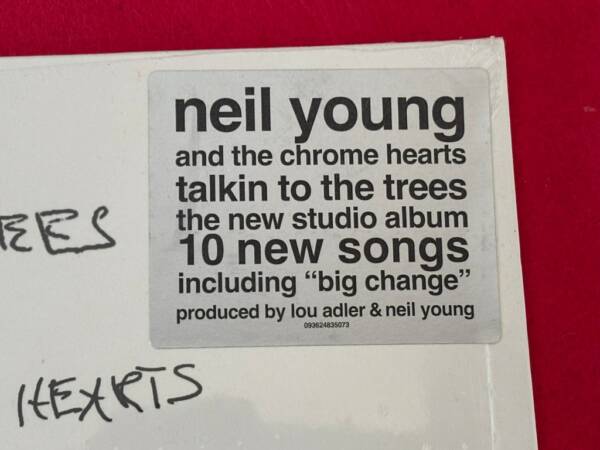 neil young
and the chrome hearts
talkin to the trees
the new studio album
10 new songs
including “big change”
produced by lou adler & neil young
093624835073
EES
HEARTS